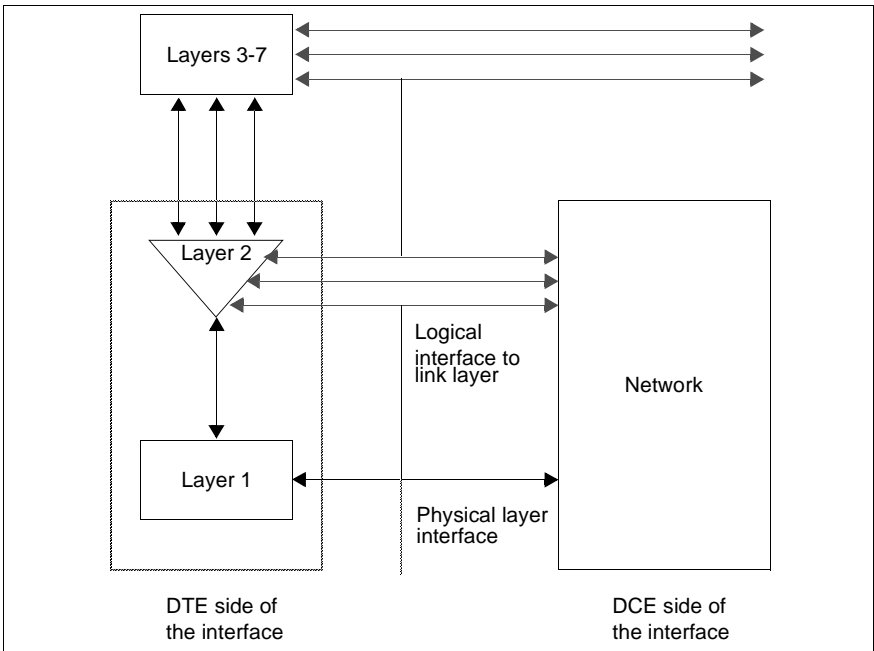 Layers 3-7
Layer 2
Logical
interface to
link layer
Network
Layer 1
Physical layer
interface
DTE side of
the interface
DCE side of
the interface